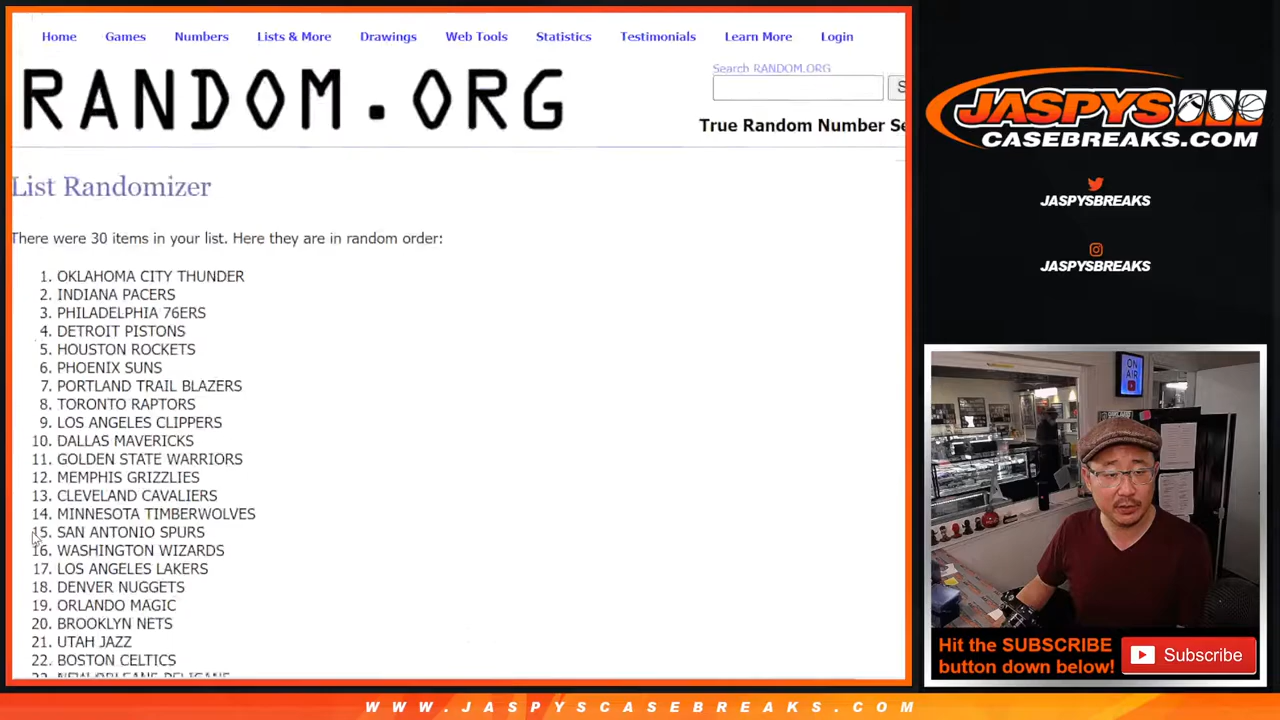 Home Games Numbers Lists & More Drawings Web Tools Statistics Testimonials Learn More Login
RANDOM.ORG
Search RANDOM.ORG
True Random Number Se
List Randomizer
There were 30 items in your list. Here they are in random order:
1. OKLAHOMA CITY THUNDER
2. INDIANA PACERS
3. PHILADELPHIA 76ERS
4. DETROIT PISTONS
5. HOUSTON ROCKETS
6. PHOENIX SUNS
7. PORTLAND TRAIL BLAZERS
8. TORONTO RAPTORS
9. LOS ANGELES CLIPPERS
10. DALLAS MAVERICKS
11. GOLDEN STATE WARRIORS
12. MEMPHIS GRIZZLIES
13. CLEVELAND CAVALIERS
14. MINNESOTA TIMBERWOLVES
15. SAN ANTONIO SPURS
16. WASHINGTON WIZARDS
17. LOS ANGELES LAKERS
18. DENVER NUGGETS
19. ORLANDO MAGIC
20. BROOKLYN NETS
21. UTAH JAZZ
22. BOSTON CELTICS
23. NEW ORLEANS PELICANS
JASPYS
CASEBREAKS.COM
JASPYSBREAKS
JASPYSBREAKS
ON
AIR
Hit the SUBSCRIBE
button down below!
Subscribe
WWW.JASPYSCASEBREAKS.COM